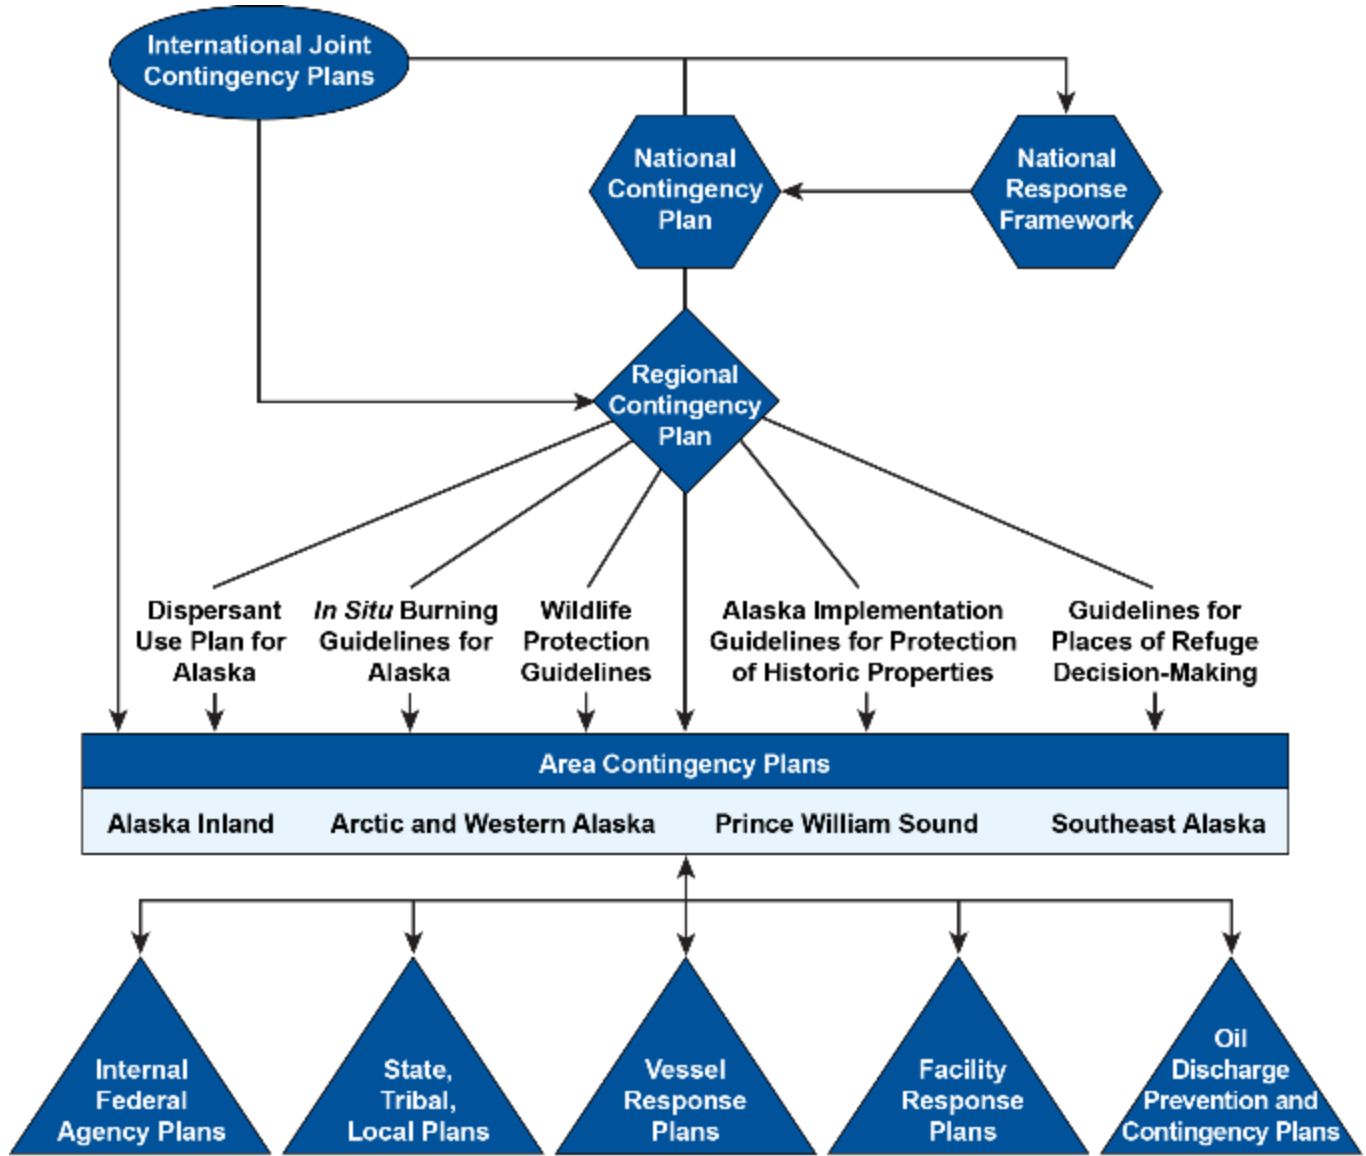 International Joint
Contingency Plans
National
Contingency
Plan
National
Response
Framework
Regional
Contingency
Plan
Dispersant
Use Plan for
Alaska
In Situ Burning
Guidelines for
Alaska
Wildlife
Protection
Guidelines
Alaska Implementation
Guidelines for Protection
of Historic Properties
Guidelines for
Places of Refuge
Decision-Making
Area Contingency Plans
Alaska Inland
Arctic and Western Alaska
Prince William Sound
Southeast Alaska
Internal
Federal
Agency Plans
State,
Tribal,
Local Plans
Vessel
Response
Plans
Facility
Response
Plans
Oil
Discharge
Prevention and
Contingency Plans